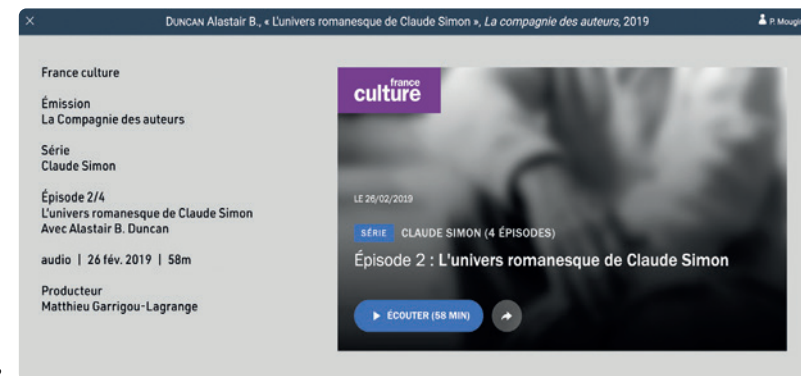 × DUNCAN Alastair B., « L'univers romanesque de Claude Simon », La compagnie des auteurs, 2019 P. Mougin
France culture
Émission
La Compagnie des auteurs
Série
Claude Simon
Épisode 2/4
L'univers romanesque de Claude Simon
Avec Alastair B. Duncan
audio | 26 fév. 2019 | 58m
Producteur
Matthieu Garrigou-Lagrange
france
culture
LE 26/02/2019
SÉRIE CLAUDE SIMON (4 ÉPISODES)
Épisode 2 : L'univers romanesque de Claude Simon
ÉCOUTER (58 MIN)